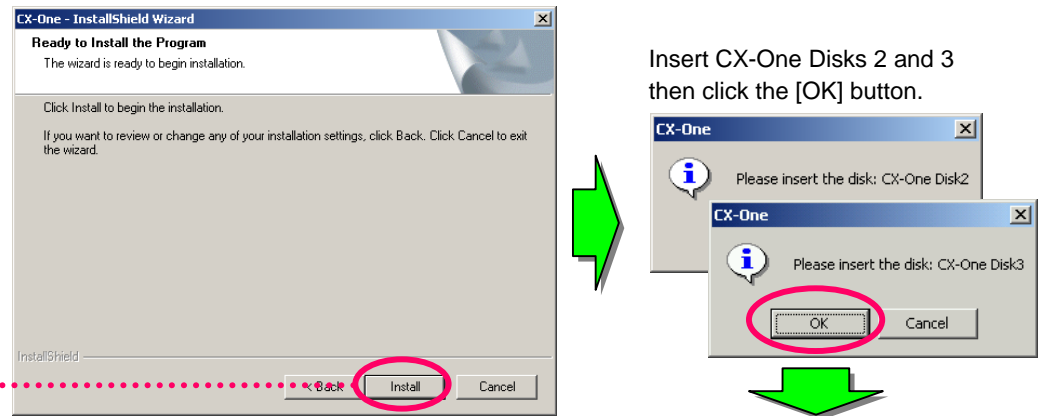 CX-One - InstallShield Wizard
Ready to Install the Program
The wizard is ready to begin installation.
Click Install to begin the installation.
If you want to review or change any of your installation settings, click Back. Click Cancel to exit
the wizard.
InstallShield
< Back Install Cancel
Insert CX-One Disks 2 and 3
then click the [OK] button.
CX-One
Please insert the disk: CX-One Disk2
CX-One
Please insert the disk: CX-One Disk3
OK Cancel